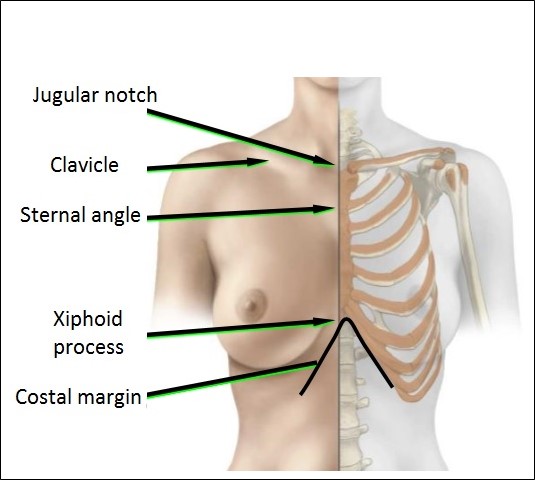 Jugular notch
Clavicle
Sternal angle
Xiphoid
process
Costal margin